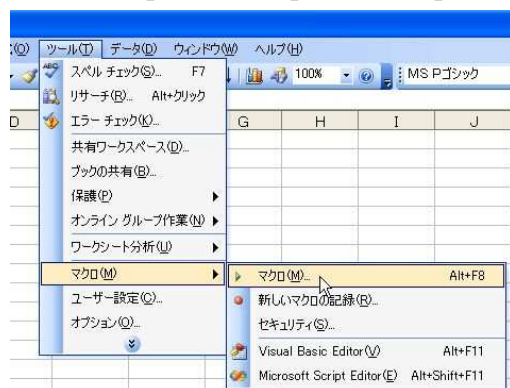 ツール(T) データ(D) ウィンドウ(W) ヘルプ(H)
100% MS Pゴシック
スペル チェック(S)... F7
リサーチ(R)... Alt+クリック
エラー チェック(K)...
D G H I J
共有ワークスペース(D)...
ブックの共有(B)...
保護(P)
オンライン グループ作業(N)
ワークシート分析(U)
マクロ(M)
ユーザー設定(C)...
オプション(O)...
マクロ(M)... Alt+F8
新しいマクロの記録(R)...
セキュリティ(S)...
Visual Basic Editor(V) Alt+F11
Microsoft Script Editor(E) Alt+Shift+F11